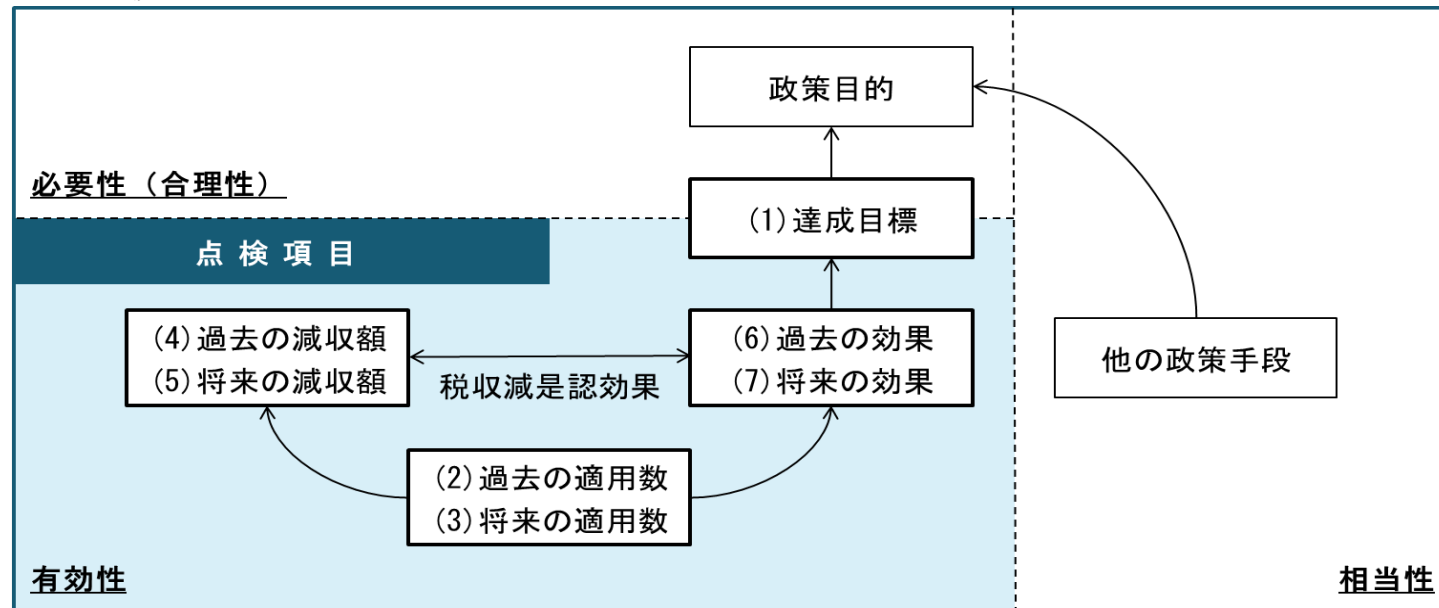 政策目的
必要性（合理性）
(1)達成目標
点検項目
(4)過去の減収額
(5)将来の減収額
税収減是認効果
(6)過去の効果
(7)将来の効果
他の政策手段
(2)過去の適用数
(3)将来の適用数
有効性
相当性